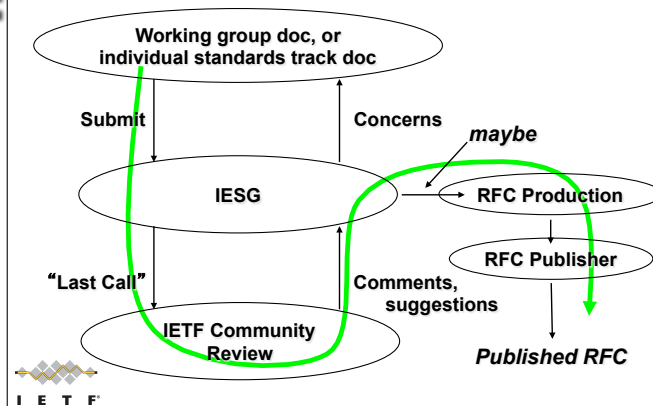 Working group doc, or
individual standards track doc
Submit
Concerns
maybe
IESG
RFC Production
RFC Publisher
“Last Call”
Comments,
suggestions
IETF Community
Review
Published RFC
I E T F®